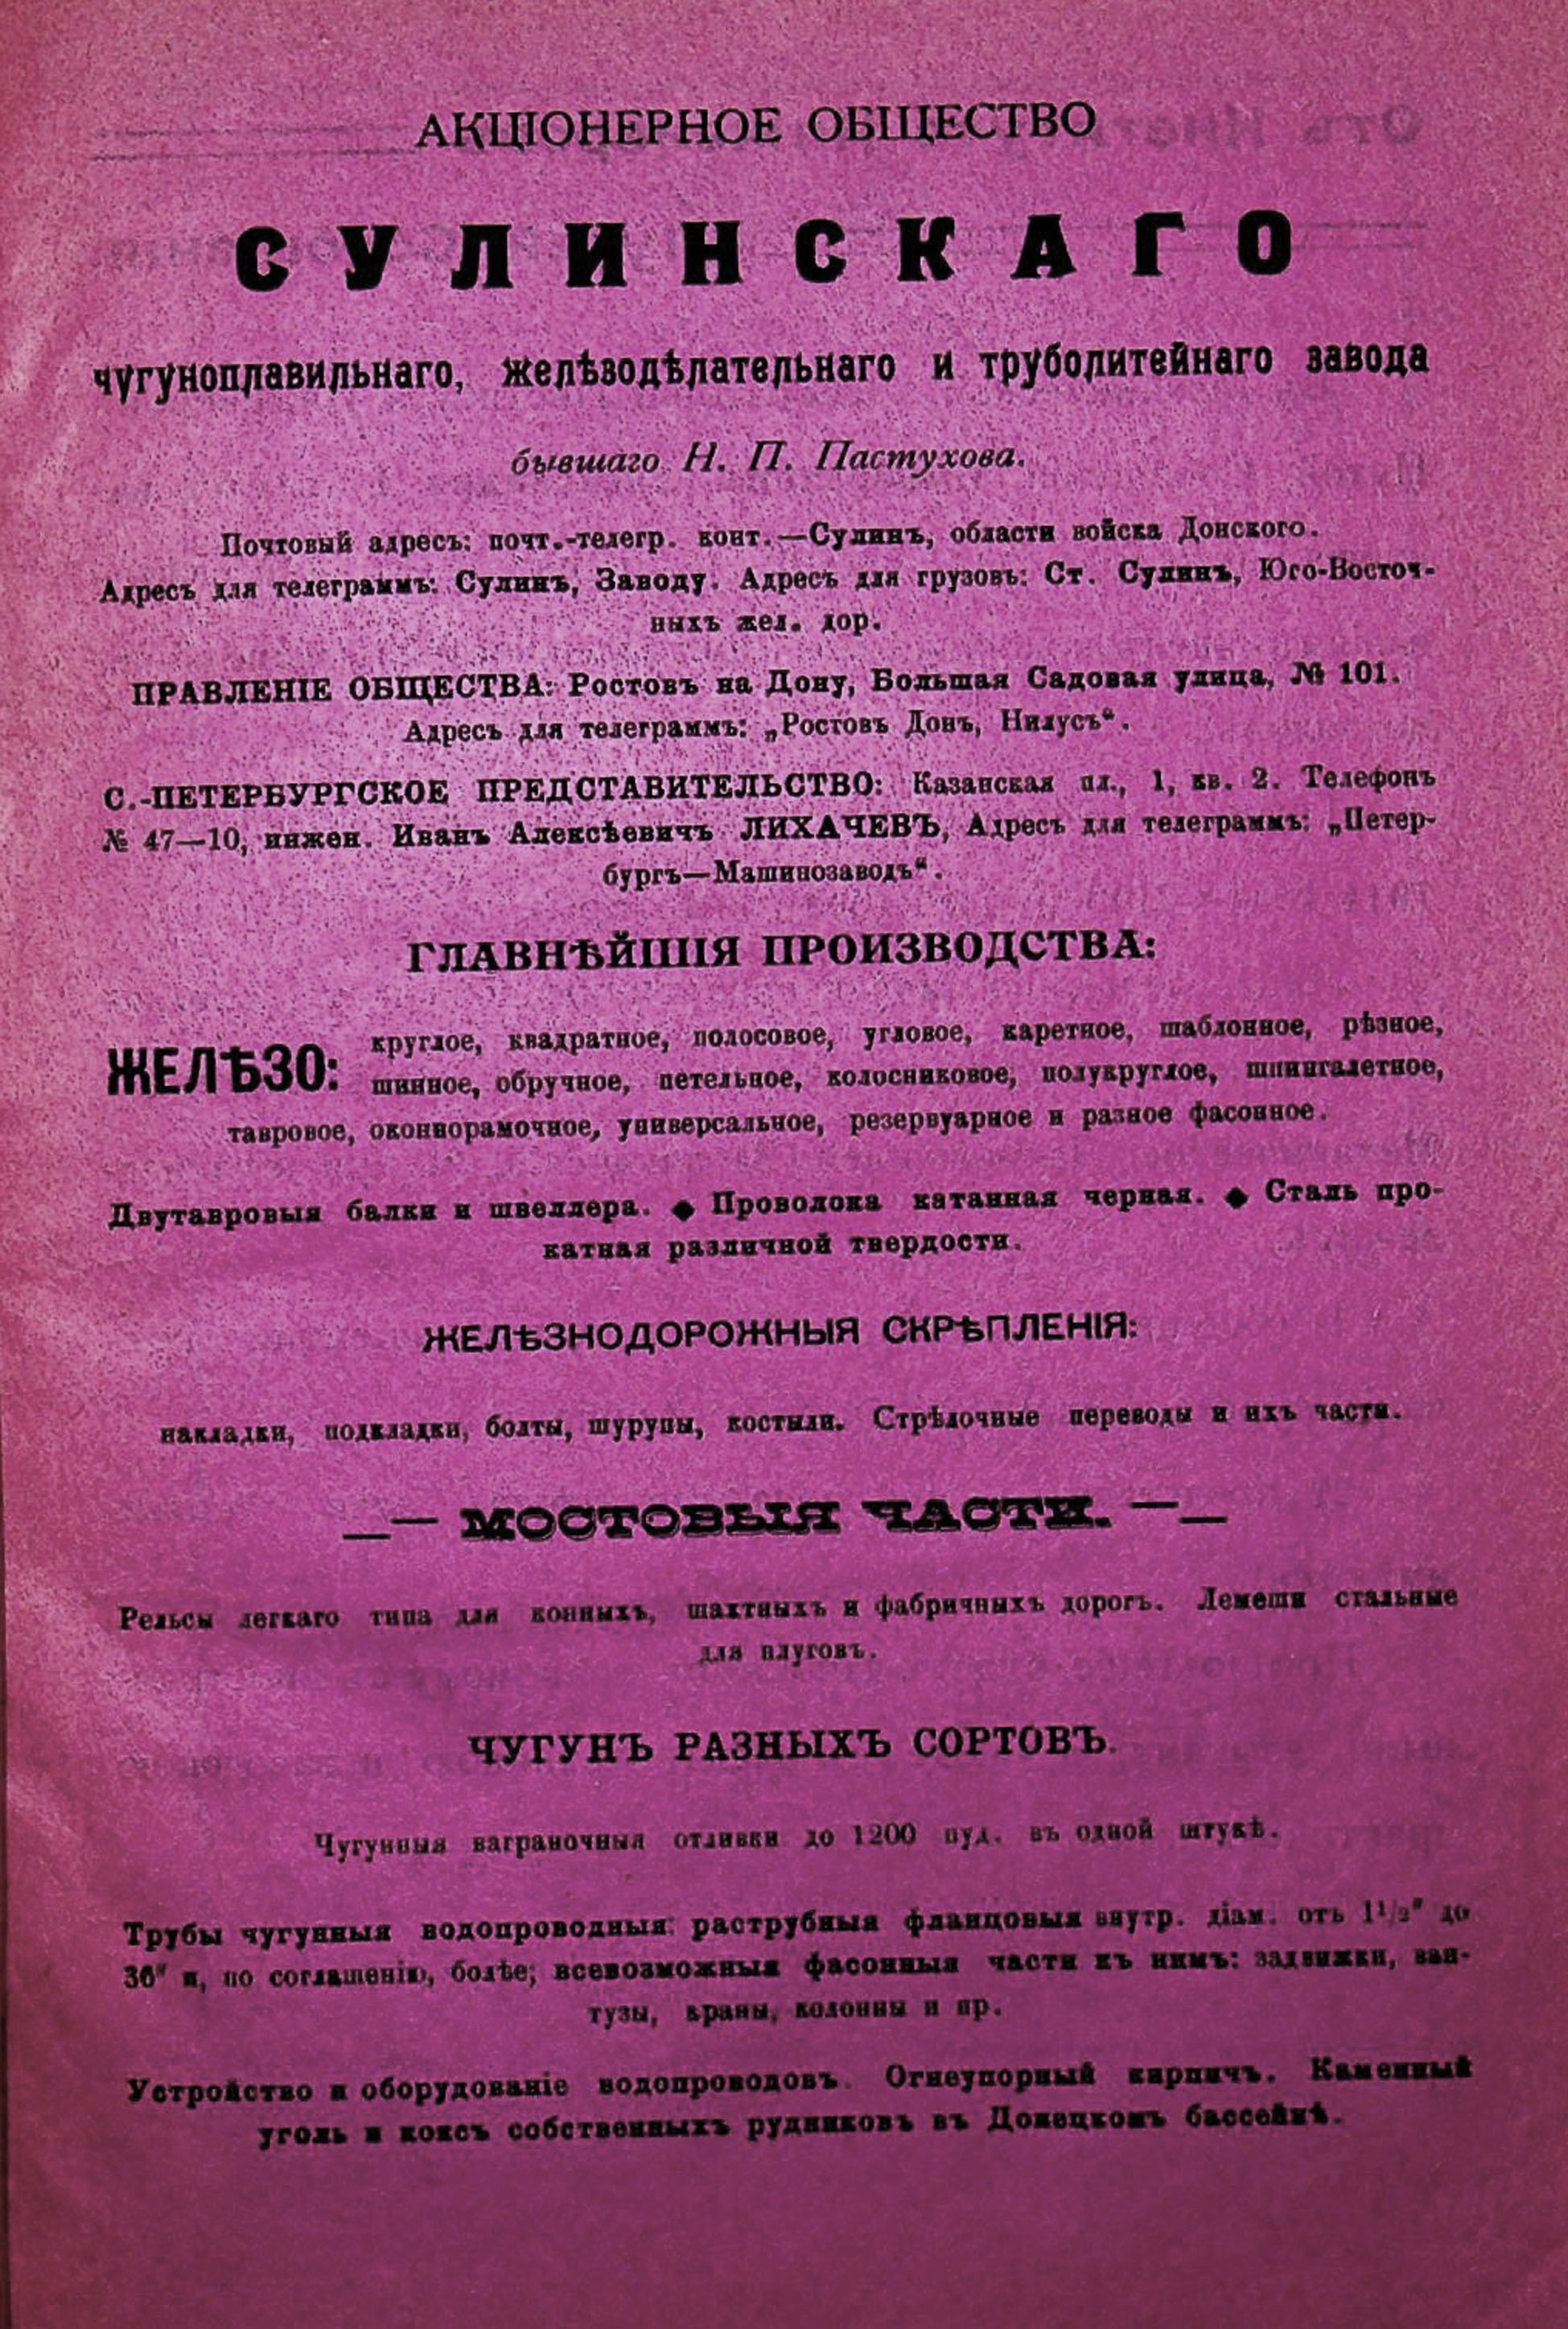 АКЦІОНЕРНОЕ ОБЩЕСТВО
СУЛИНСКАГО
чугуноплавильнаго, желѣзодѣлательнаго и труболитейнаго завода
бывшаго Н. П. Пастухова.
Почтовый адресъ: почт.-телегр. конт.—Сулинъ, области войска Донского.
Адресъ для телеграммъ: Сулинъ, Заводу. Адресъ для грузовъ: Ст. Сулинъ, Юго-Восточ-
ныхъ жел. дор.
ПРАВЛЕНІЕ ОБЩЕСТВА: Ростовъ на Дону, Большая Садовая улица, № 101.
Адресъ для телеграммъ: „Ростовъ Донъ, Нилусъ“.
С.-ПЕТЕРБУРГСКОЕ ПРЕДСТАВИТЕЛЬСТВО: Казанская пл., 1, кв. 2. Телефонъ
№ 47—10, инжен. Иванъ Алексѣевичъ ЛИХАЧЕВЪ, Адресъ для телеграммъ: „Петер-
бургъ—Машинозаводъ“.
ГЛАВНѢЙШІЯ ПРОИЗВОДСТВА:
ЖЕЛѢЗО: круглое, квадратное, полосовое, угловое, каретное, шаблонное, рѣзное,
шинное, обручное, петельное, колосниковое, полукруглое, шпингалетное,
тавровое, оконнорамочное, универсальное, резервуарное и разное фасонное.
Двутавровыя балки и швеллера. ◆ Проволока катанная черная. ◆ Сталь про-
катная различной твердости.
ЖЕЛѢЗНОДОРОЖНЫЯ СКРѢПЛЕНІЯ:
накладки, подкладки, болты, шурупы, костыли. Стрѣлочные переводы и ихъ части.
МОСТОВЫЯ ЧАСТИ.
Рельсы легкаго типа для конныхъ, шахтныхъ и фабричныхъ дорогъ. Лемеши стальные
для плуговъ.
ЧУГУНЪ РАЗНЫХЪ СОРТОВЪ.
Чугунныя ваграночныя отливки до 1200 пуд. въ одной штукѣ.
Трубы чугунныя водопроводныя: раструбныя фланцовыя внутр. діам. отъ 1¹/₂" до
36" и, по соглашенію, болѣе; всевозможныя фасонныя части къ нимъ: задвижки, ван-
тузы, краны, колонны и пр.
Устройство и оборудованіе водопроводовъ. Огнеупорный кирпичъ. Каменный
уголь и коксъ собственныхъ рудниковъ въ Донецкомъ бассейнѣ.